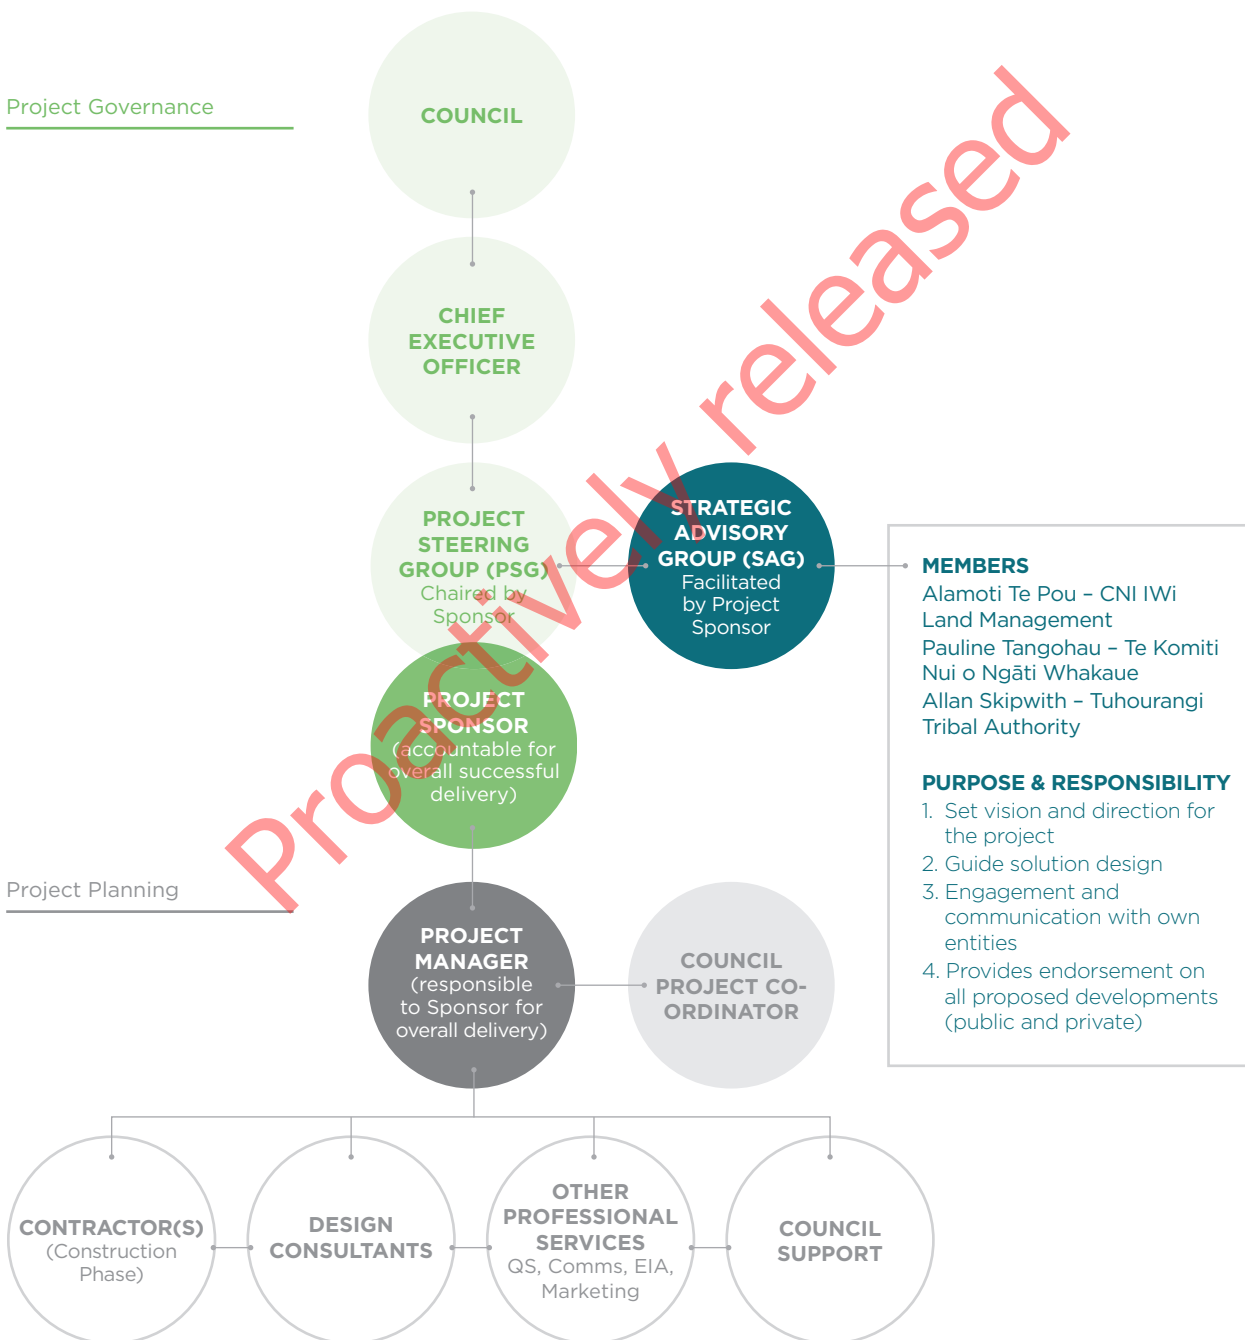 Project Governance
COUNCIL
CHIEF
EXECUTIVE
OFFICER
PROJECT
STEERING
GROUP (PSG)
Chaired by
Sponsor
STRATEGIC
ADVISORY
GROUP (SAG)
Facilitated
by Project
Sponsor
MEMBERS
Alamoti Te Pou – CNI IWi
Land Management
Pauline Tangohau – Te Komiti
Nui o Ngāti Whakaue
Allan Skipwith – Tuhourangi
Tribal Authority
PURPOSE & RESPONSIBILITY
1. Set vision and direction for
the project
2. Guide solution design
3. Engagement and
communication with own
entities
4. Provides endorsement on
all proposed developments
(public and private)
PROJECT
SPONSOR
(accountable for
overall successful
delivery)
Project Planning
PROJECT
MANAGER
(responsible
to Sponsor for
overall delivery)
COUNCIL
PROJECT CO-
ORDINATOR
CONTRACTOR(S)
(Construction
Phase)
DESIGN
CONSULTANTS
OTHER
PROFESSIONAL
SERVICES
QS, Comms, EIA,
Marketing
COUNCIL
SUPPORT
Proactively released